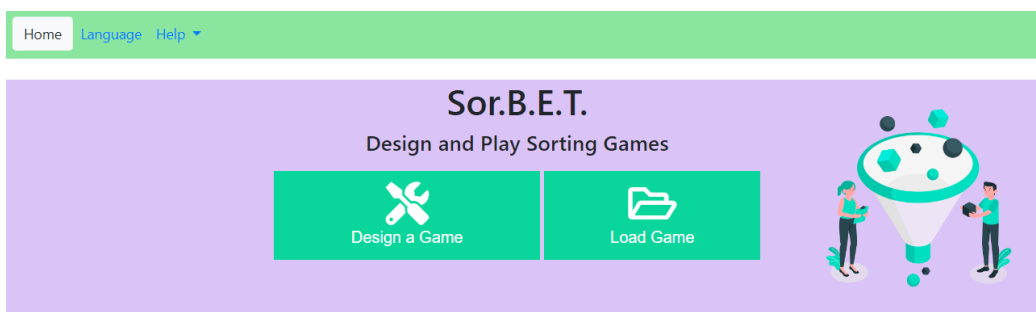 Home Language Help
Sor.B.E.T.
Design and Play Sorting Games
Design a Game Load Game